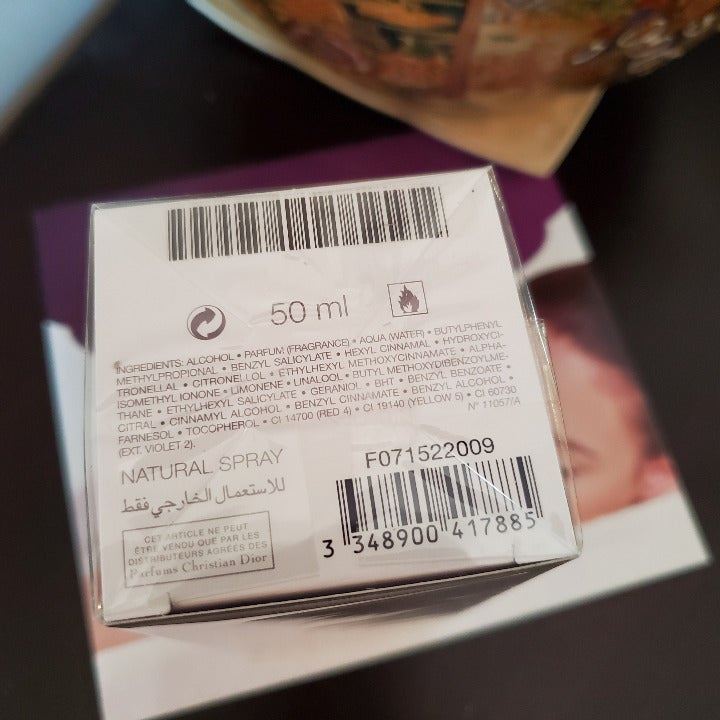 50 ml
INGREDIENTS: ALCOHOL • PARFUM (FRAGRANCE) • AQUA (WATER) • BUTYLPHENYL
METHYLPROPIONAL • BENZYL SALICYLATE • HEXYL CINNAMAL • HYDROXYCI-
TRONELLAL • CITRONELLOL • ETHYLHEXYL METHOXYCINNAMATE • ALPHA-
ISOMETHYL IONONE • LIMONENE • LINALOOL • BUTYL METHOXYDIBENZOYLME-
THANE • ETHYLHEXYL SALICYLATE • GERANIOL • BHT • BENZYL BENZOATE •
CITRAL • CINNAMYL ALCOHOL • BENZYL CINNAMATE • BENZYL ALCOHOL •
FARNESOL • TOCOPHEROL • CI 14700 (RED 4) • CI 19140 (YELLOW 5) • CI 60730
(EXT. VIOLET 2). N° 11057/A
NATURAL SPRAY
للاستعمال الخارجي فقط
CET ARTICLE NE PEUT
ÊTRE VENDU QUE PAR LES
DISTRIBUTEURS AGRÉÉS DES
Parfums Christian Dior
F071522009
3 348900 417885